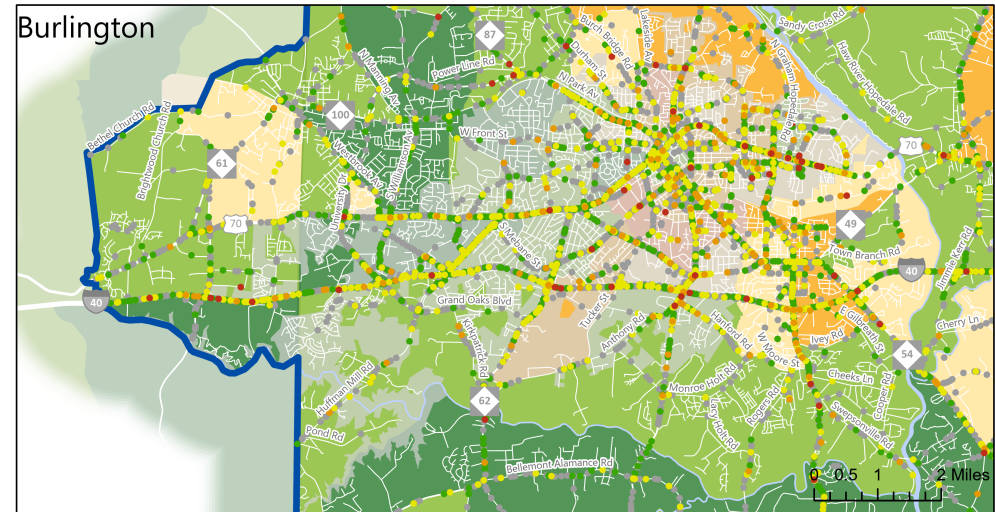 Burlington
87
Sandy Cross Rd
Burch Bridge Rd
Lakeside Av
Durham St
N Graham Hopedale Rd
Haw River Hopedale Rd
N Manning Av
Power Line Rd
N Park Av
100
W Front St
Bethel Church Rd
Brightwood Church Rd
61
Westbrook Av
S Williamson Av
University Dr
70
70
49
S Mebane St
Town Branch Rd
Jimmie Kerr Rd
40
40
Grand Oaks Blvd
Tucker St
Anthony Rd
Hanford Rd
W Moore St
Ivey Rd
E Gilbreath St
Cherry Ln
54
Kirkpatrick Rd
Huffman Mill Rd
62
Monroe Holt Rd
Lacy Holt Rd
Rogers Rd
Cheeks Ln
Cooper Rd
Swepsonville Rd
Pond Rd
Bellemont Alamance Rd
0 0.5 1 2 Miles